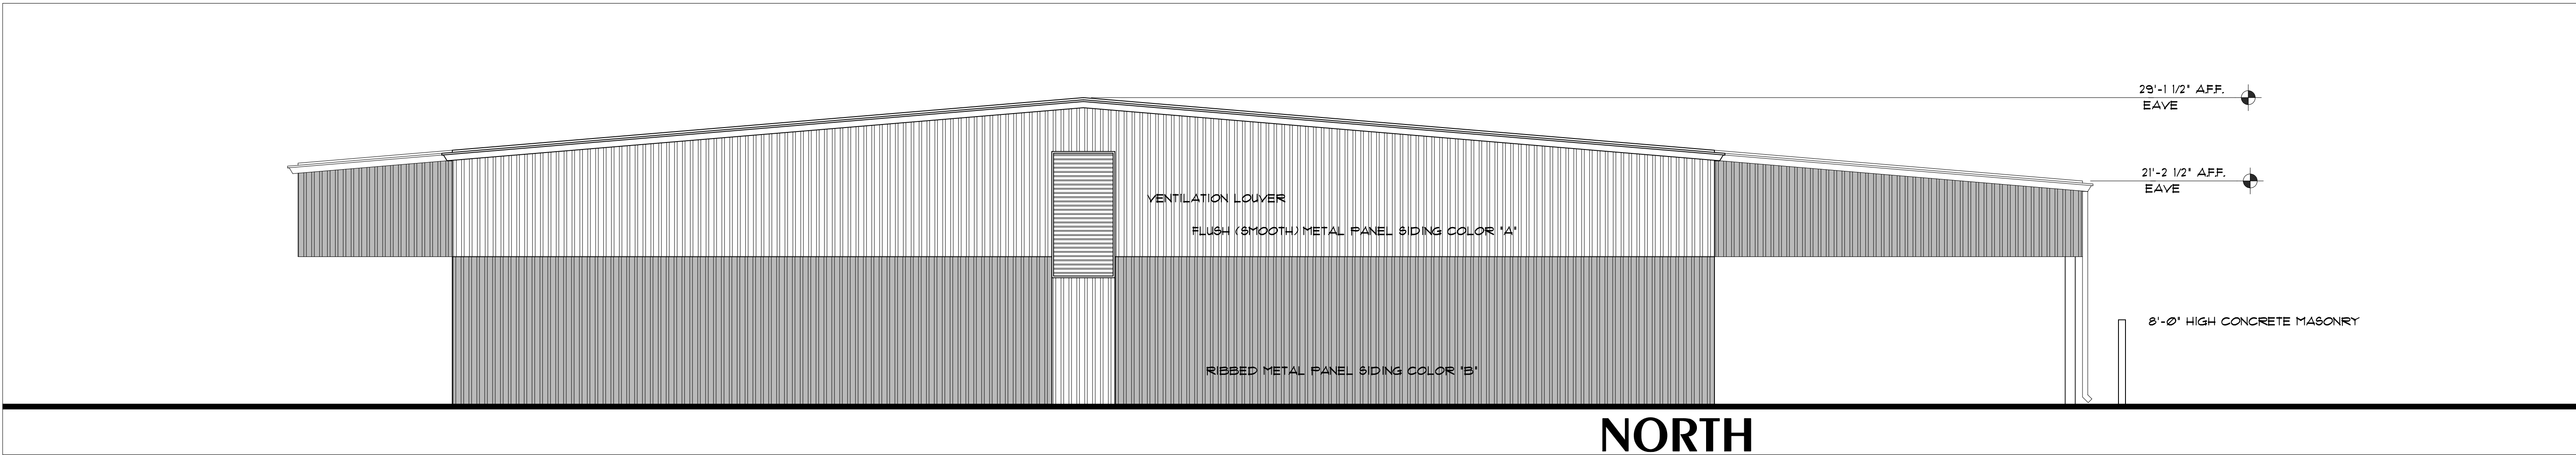 29'-1 1/2" A.F.F.
EAVE
21'-2 1/2" A.F.F.
EAVE
VENTILATION LOUVER
FLUSH (SMOOTH) METAL PANEL SIDING COLOR "A"
8'-0" HIGH CONCRETE MASONRY
RIBBED METAL PANEL SIDING COLOR "B"
NORTH